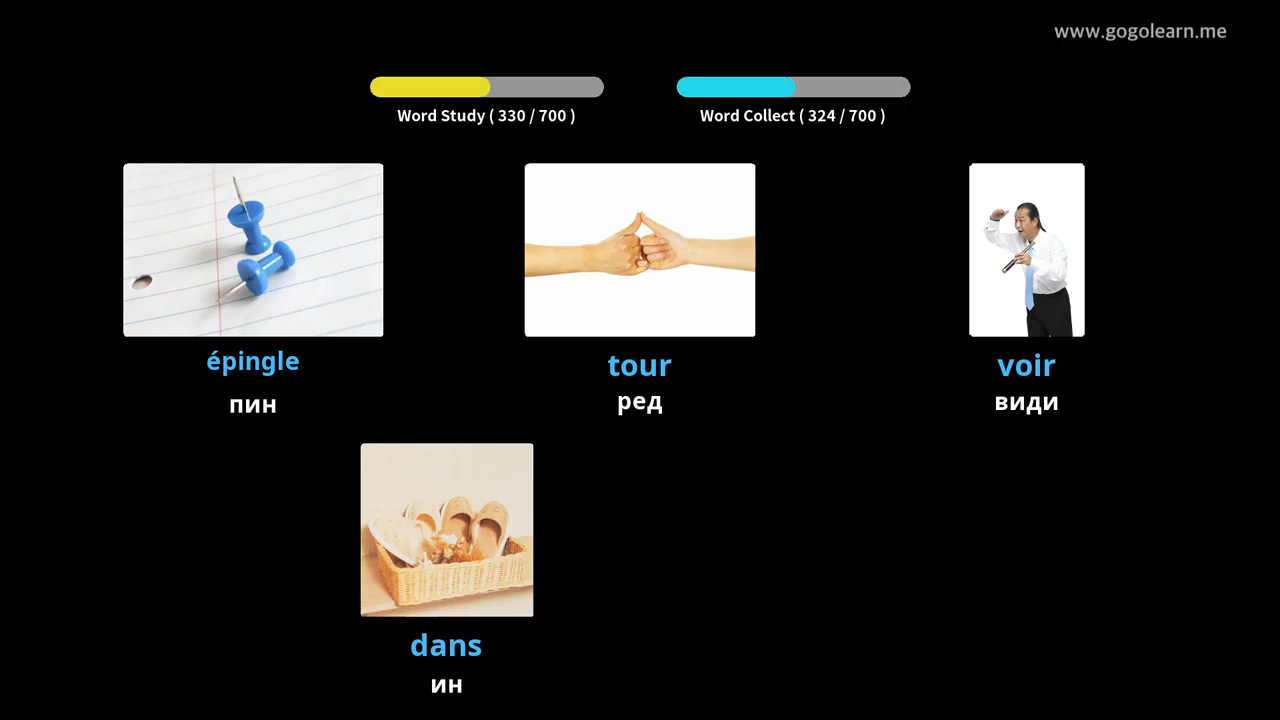 www.gogolearn.me
Word Study ( 330 / 700 )
Word Collect ( 324 / 700 )
épingle
tour
voir
пин
ред
види
dans
ин